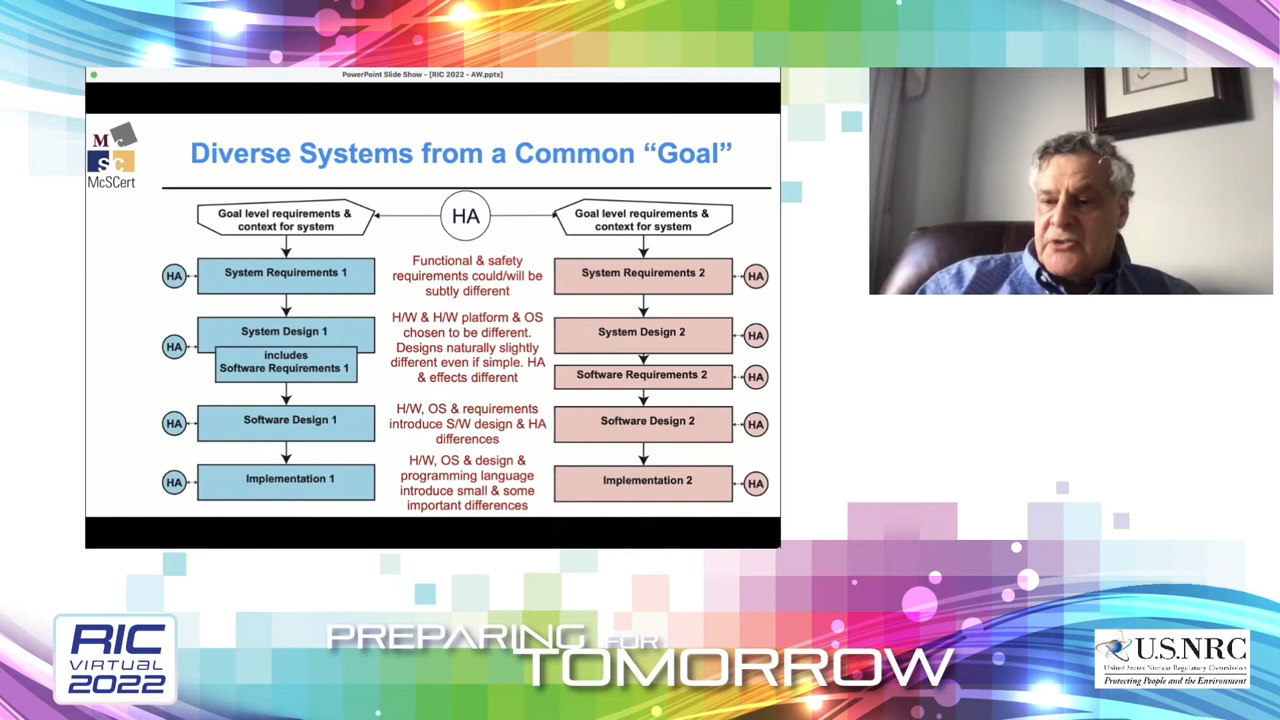 PowerPoint Slide Show - [RIC 2022 - AW.pptx]
Mc
SC
McSCert
Diverse Systems from a Common “Goal”
Goal level requirements &
context for system
HA
Goal level requirements &
context for system
HA
System Requirements 1
Functional & safety
requirements could/will be
subtly different
System Requirements 2
HA
HA
System Design 1
includes
Software Requirements 1
H/W & H/W platform & OS
chosen to be different.
Designs naturally slightly
different even if simple. HA
& effects different
System Design 2
HA
Software Requirements 2
HA
HA
Software Design 1
H/W, OS & requirements
introduce S/W design & HA
differences
Software Design 2
HA
HA
Implementation 1
H/W, OS & design &
programming language
introduce small & some
important differences
Implementation 2
HA
RIC
VIRTUAL
2022
PREPARING FOR
TOMORROW
U.S.NRC
United States Nuclear Regulatory Commission
Protecting People and the Environment